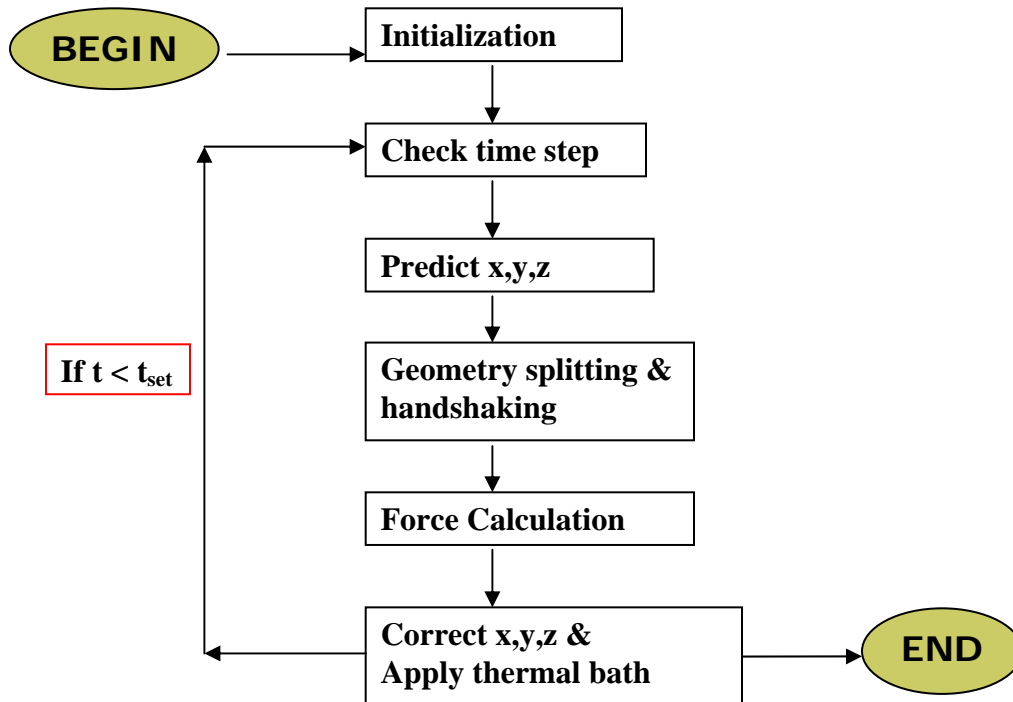 BEGIN
Initialization
Check time step
Predict x,y,z
If t < tset
Geometry splitting &
handshaking
Force Calculation
Correct x,y,z &
Apply thermal bath
END